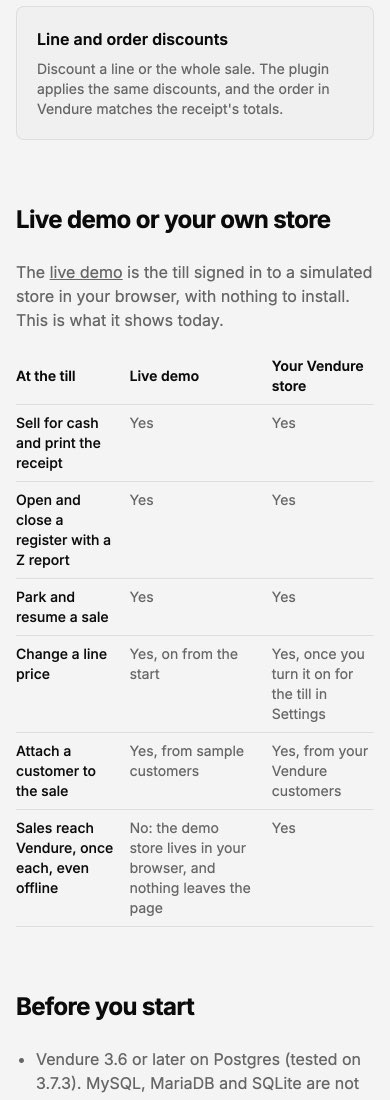 Line and order discounts
Discount a line or the whole sale. The plugin
applies the same discounts, and the order in
Vendure matches the receipt's totals.
Live demo or your own store
The live demo is the till signed in to a simulated
store in your browser, with nothing to install.
This is what it shows today.
At the till
Live demo
Your Vendure
store
Sell for cash
and print the
receipt
Yes
Yes
Open and
close a
register with a
Z report
Yes
Yes
Park and
resume a sale
Yes
Yes
Change a line
price
Yes, on from the
start
Yes, once you
turn it on for
the till in
Settings
Attach a
customer to
the sale
Yes, from sample
customers
Yes, from your
Vendure
customers
Sales reach
Vendure, once
each, even
offline
No: the demo
store lives in your
browser, and
nothing leaves the
page
Yes
Before you start
• Vendure 3.6 or later on Postgres (tested on
3.7.3). MySQL, MariaDB and SQLite are not